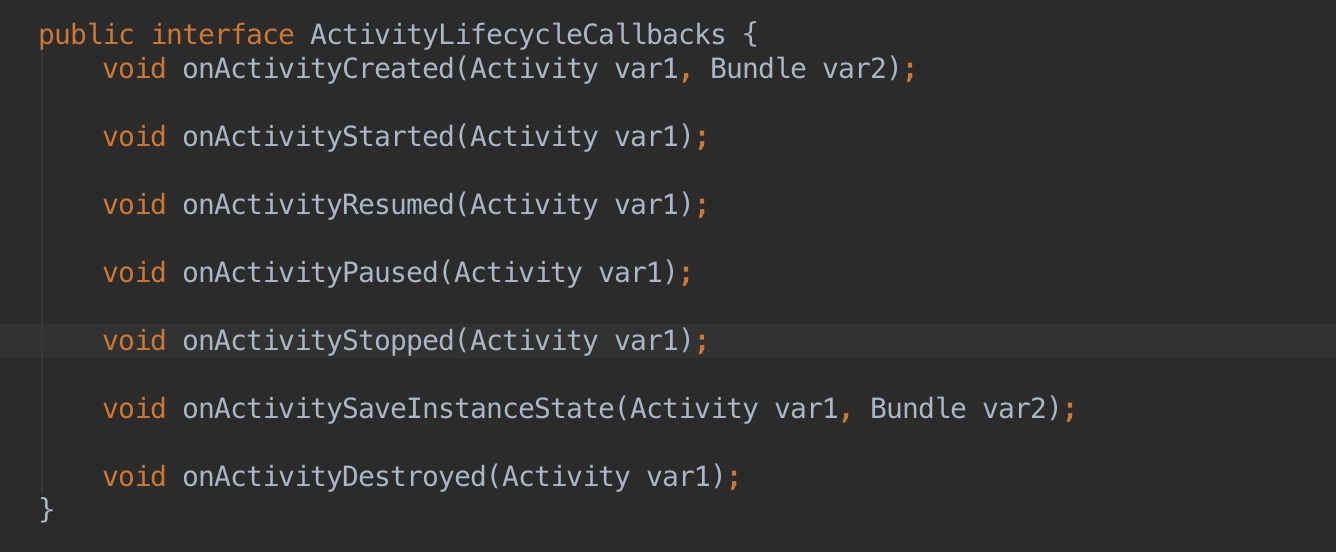 public interface ActivityLifecycleCallbacks {
void onActivityCreated(Activity var1, Bundle var2);
void onActivityStarted(Activity var1);
void onActivityResumed(Activity var1);
void onActivityPaused(Activity var1);
void onActivityStopped(Activity var1);
void onActivitySaveInstanceState(Activity var1, Bundle var2);
void onActivityDestroyed(Activity var1);
}